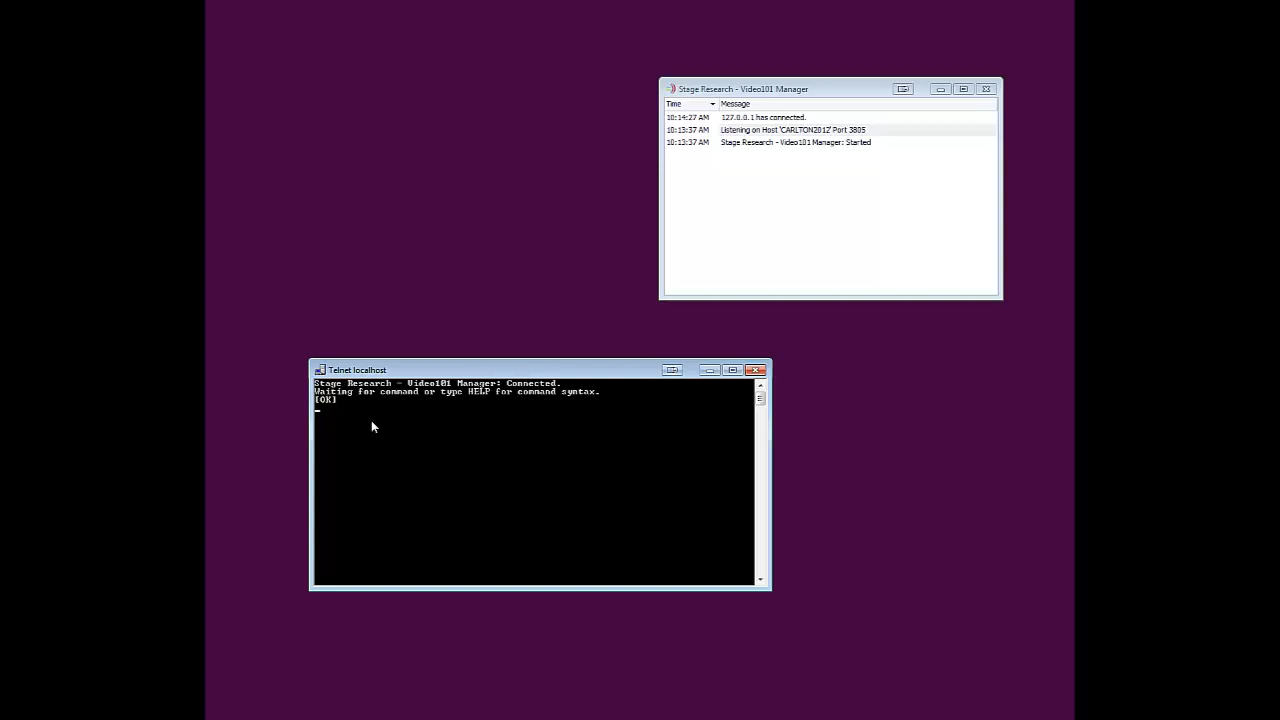 Stage Research - Video101 Manager
Time Message
10:14:27 AM 127.0.0.1 has connected.
10:13:37 AM Listening on Host 'CARLTON2012' Port 3805
10:13:37 AM Stage Research - Video101 Manager: Started
Telnet localhost
Stage Research - Video101 Manager: Connected.
Waiting for command or type HELP for command syntax.
[OK]